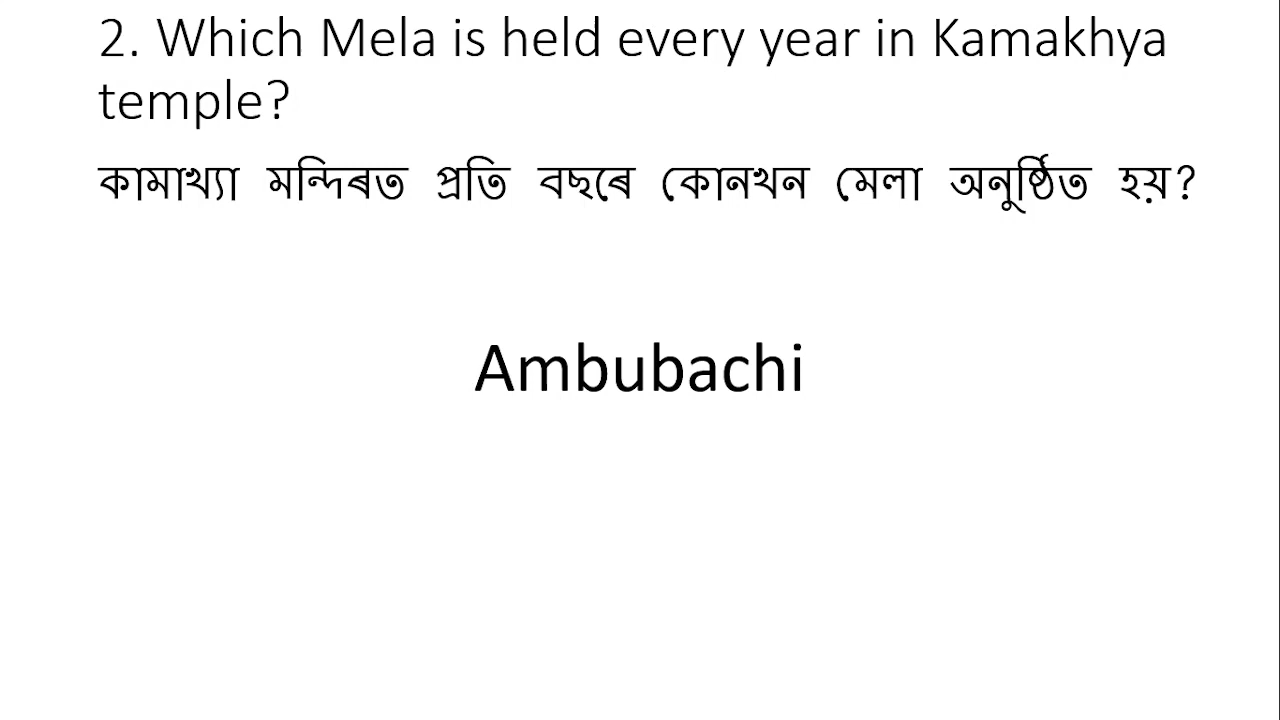 2. Which Mela is held every year in Kamakhya
temple?
কামাখ্যা মন্দিৰত প্ৰতি বছৰে কোনখন মেলা অনুষ্ঠিত হয়?
Ambubachi